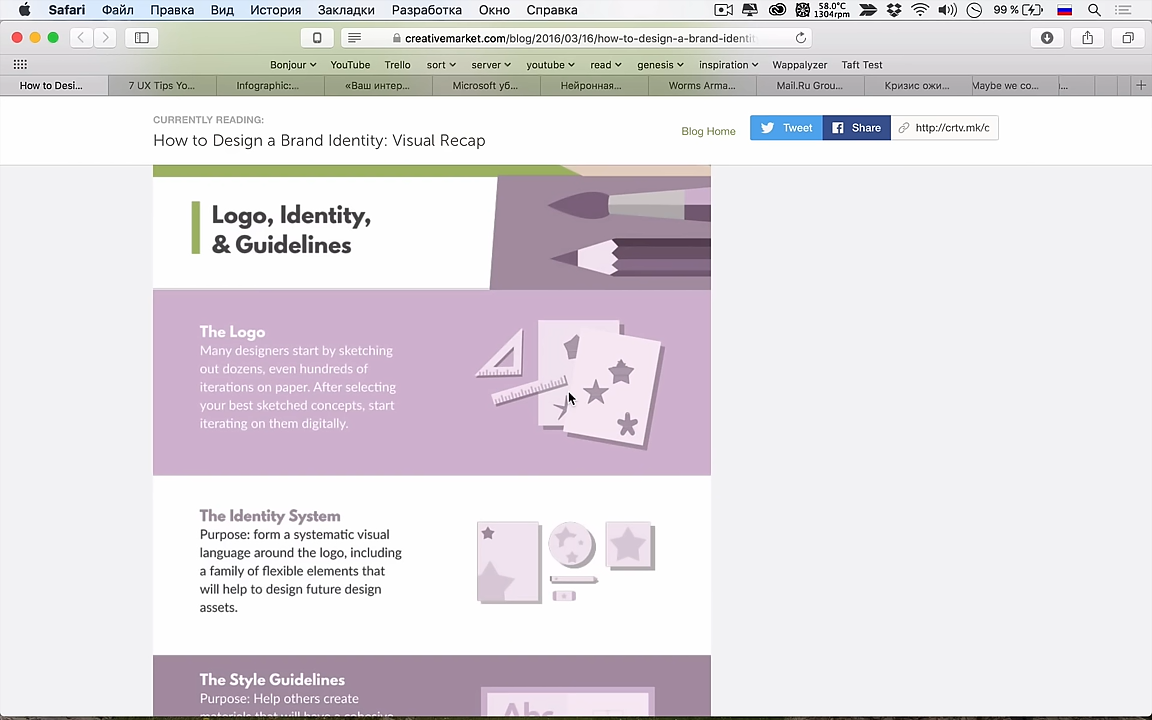 Safari Файл Правка Вид История Закладки Разработка Окно Справка 58.0°C 1304rpm 99 %
creativemarket.com/blog/2016/03/16/how-to-design-a-brand-identit
Bonjour YouTube Trello sort server youtube read genesis inspiration Wappalyzer Taft Test
How to Desi... 7 UX Tips Yo... Infographic:... «Ваш интер... Microsoft уб... Нейронная... Worms Arma... Mail.Ru Grou... Кризис ожи... Maybe we co...
CURRENTLY READING:
How to Design a Brand Identity: Visual Recap
Blog Home Tweet Share http://crtv.mk/c
Logo, Identity,
& Guidelines
The Logo
Many designers start by sketching
out dozens, even hundreds of
iterations on paper. After selecting
your best sketched concepts, start
iterating on them digitally.
The Identity System
Purpose: form a systematic visual
language around the logo, including
a family of flexible elements that
will help to design future design
assets.
The Style Guidelines
Purpose: Help others create
materials that will have a cohesive
Abc